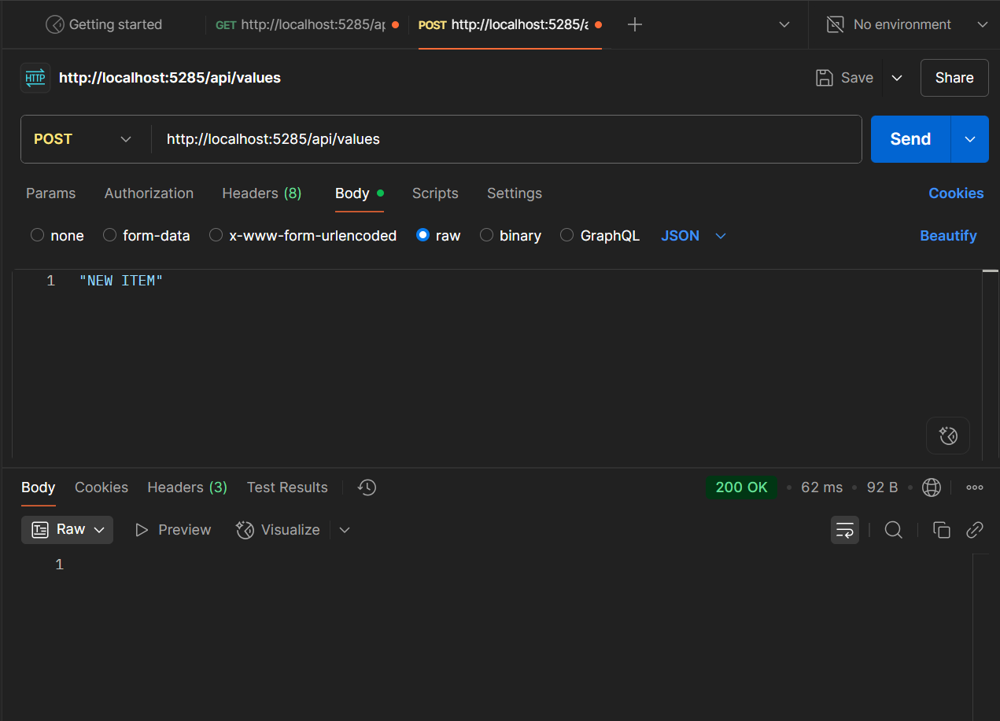 Getting started GET http://localhost:5285/ap POST http://localhost:5285/a No environment
HTTP http://localhost:5285/api/values Save Share
POST http://localhost:5285/api/values Send
Params Authorization Headers (8) Body Scripts Settings Cookies
none form-data x-www-form-urlencoded raw binary GraphQL JSON Beautify
1 "NEW ITEM"
Body Cookies Headers (3) Test Results 200 OK • 62 ms • 92 B •
Raw Preview Visualize
1